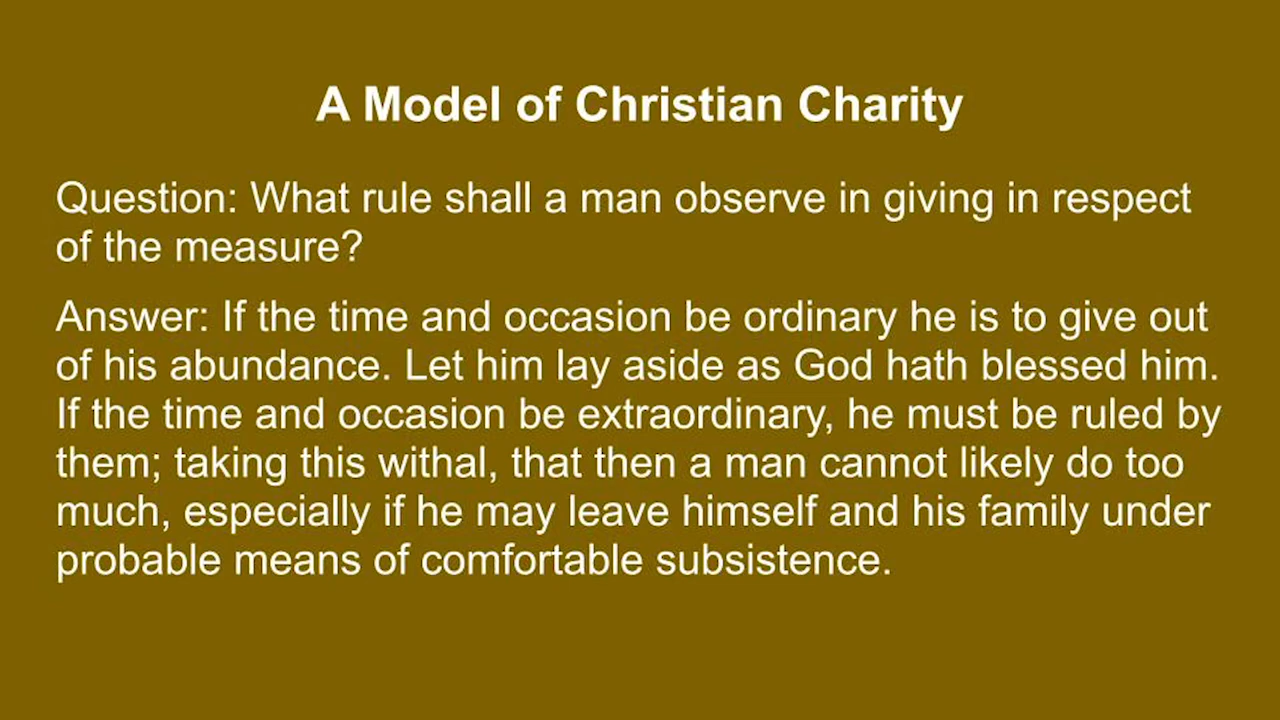 A Model of Christian Charity
Question: What rule shall a man observe in giving in respect
of the measure?
Answer: If the time and occasion be ordinary he is to give out
of his abundance. Let him lay aside as God hath blessed him.
If the time and occasion be extraordinary, he must be ruled by
them; taking this withal, that then a man cannot likely do too
much, especially if he may leave himself and his family under
probable means of comfortable subsistence.